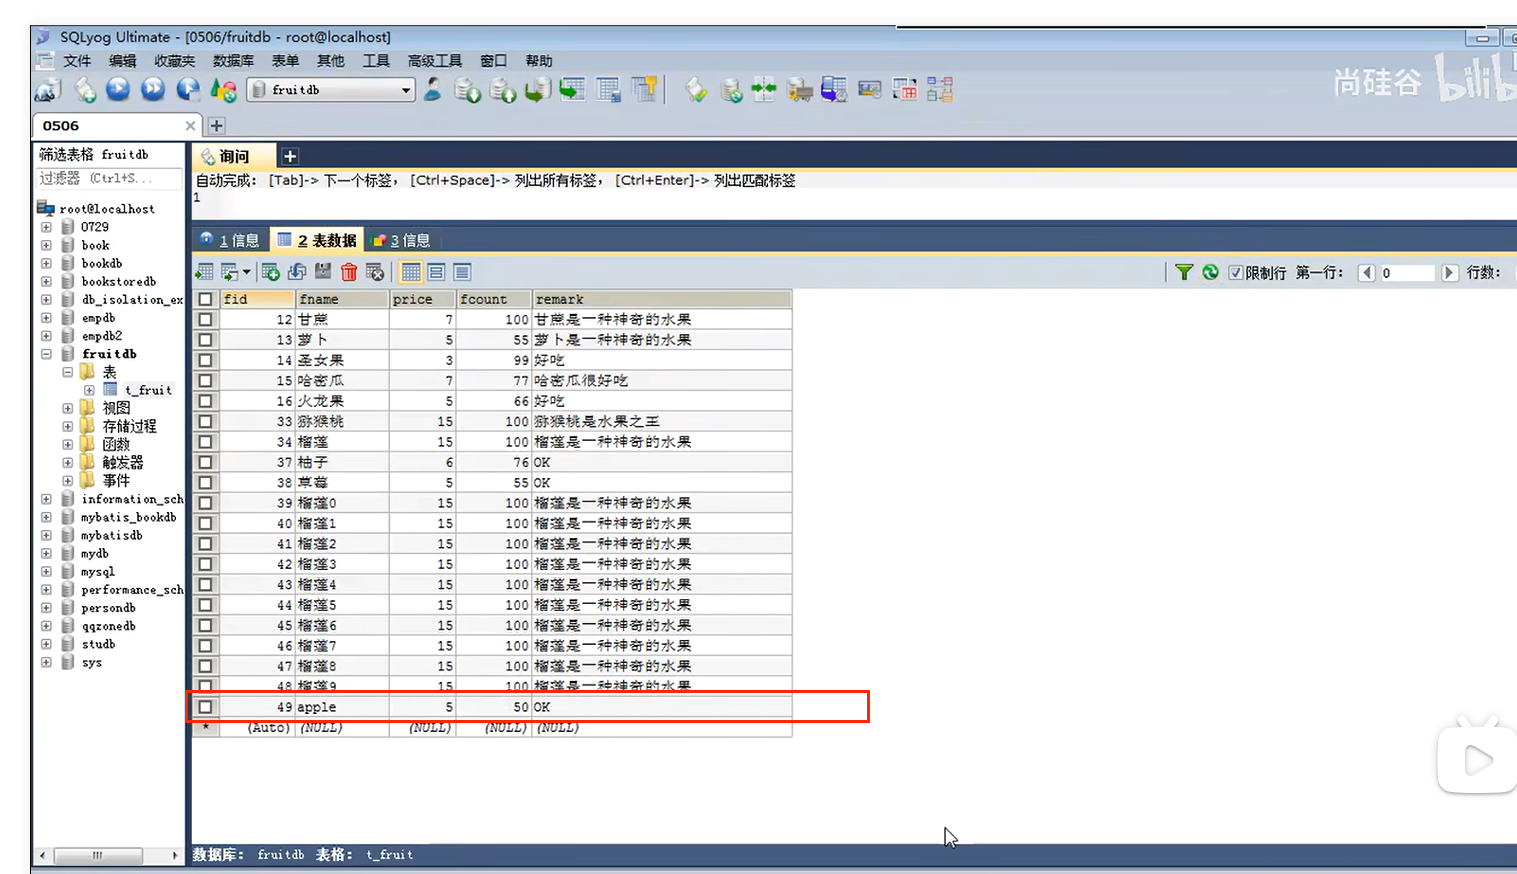 SQLyog Ultimate - [0506/fruitdb - root@localhost]
文件 编辑 收藏夹 数据库 表单 其他 工具 高级工具 窗口 帮助
fruitdb
尚硅谷 bilib
0506
筛选表格 fruitdb
过滤器 (Ctrl+S...
root@localhost
0729
book
bookdb
bookstoredb
db_isolation_ex
empdb
empdb2
fruitdb
表
t_fruit
视图
存储过程
函数
触发器
事件
information_sch
mybatis_bookdb
mybatisdb
mydb
mysql
performance_sch
persondb
qqzonedb
studb
sys
询问
自动完成： [Tab]-> 下一个标签， [Ctrl+Space]-> 列出所有标签， [Ctrl+Enter]-> 列出匹配标签
1
1 信息 2 表数据 3 信息
限制行 第一行： 0 行数：
fid fname price fcount remark
12 甘蔗 7 100 甘蔗是一种神奇的水果
13 萝卜 5 55 萝卜是一种神奇的水果
14 圣女果 3 99 好吃
15 哈密瓜 7 77 哈密瓜很好吃
16 火龙果 5 66 好吃
33 猕猴桃 15 100 猕猴桃是水果之王
34 榴莲 15 100 榴莲是一种神奇的水果
37 柚子 6 76 OK
38 草莓 5 55 OK
39 榴莲0 15 100 榴莲是一种神奇的水果
40 榴莲1 15 100 榴莲是一种神奇的水果
41 榴莲2 15 100 榴莲是一种神奇的水果
42 榴莲3 15 100 榴莲是一种神奇的水果
43 榴莲4 15 100 榴莲是一种神奇的水果
44 榴莲5 15 100 榴莲是一种神奇的水果
45 榴莲6 15 100 榴莲是一种神奇的水果
46 榴莲7 15 100 榴莲是一种神奇的水果
47 榴莲8 15 100 榴莲是一种神奇的水果
48 榴莲9 15 100 榴莲是一种神奇的水果
49 apple 5 50 OK
* (Auto) (NULL) (NULL) (NULL) (NULL)
数据库： fruitdb 表格： t_fruit